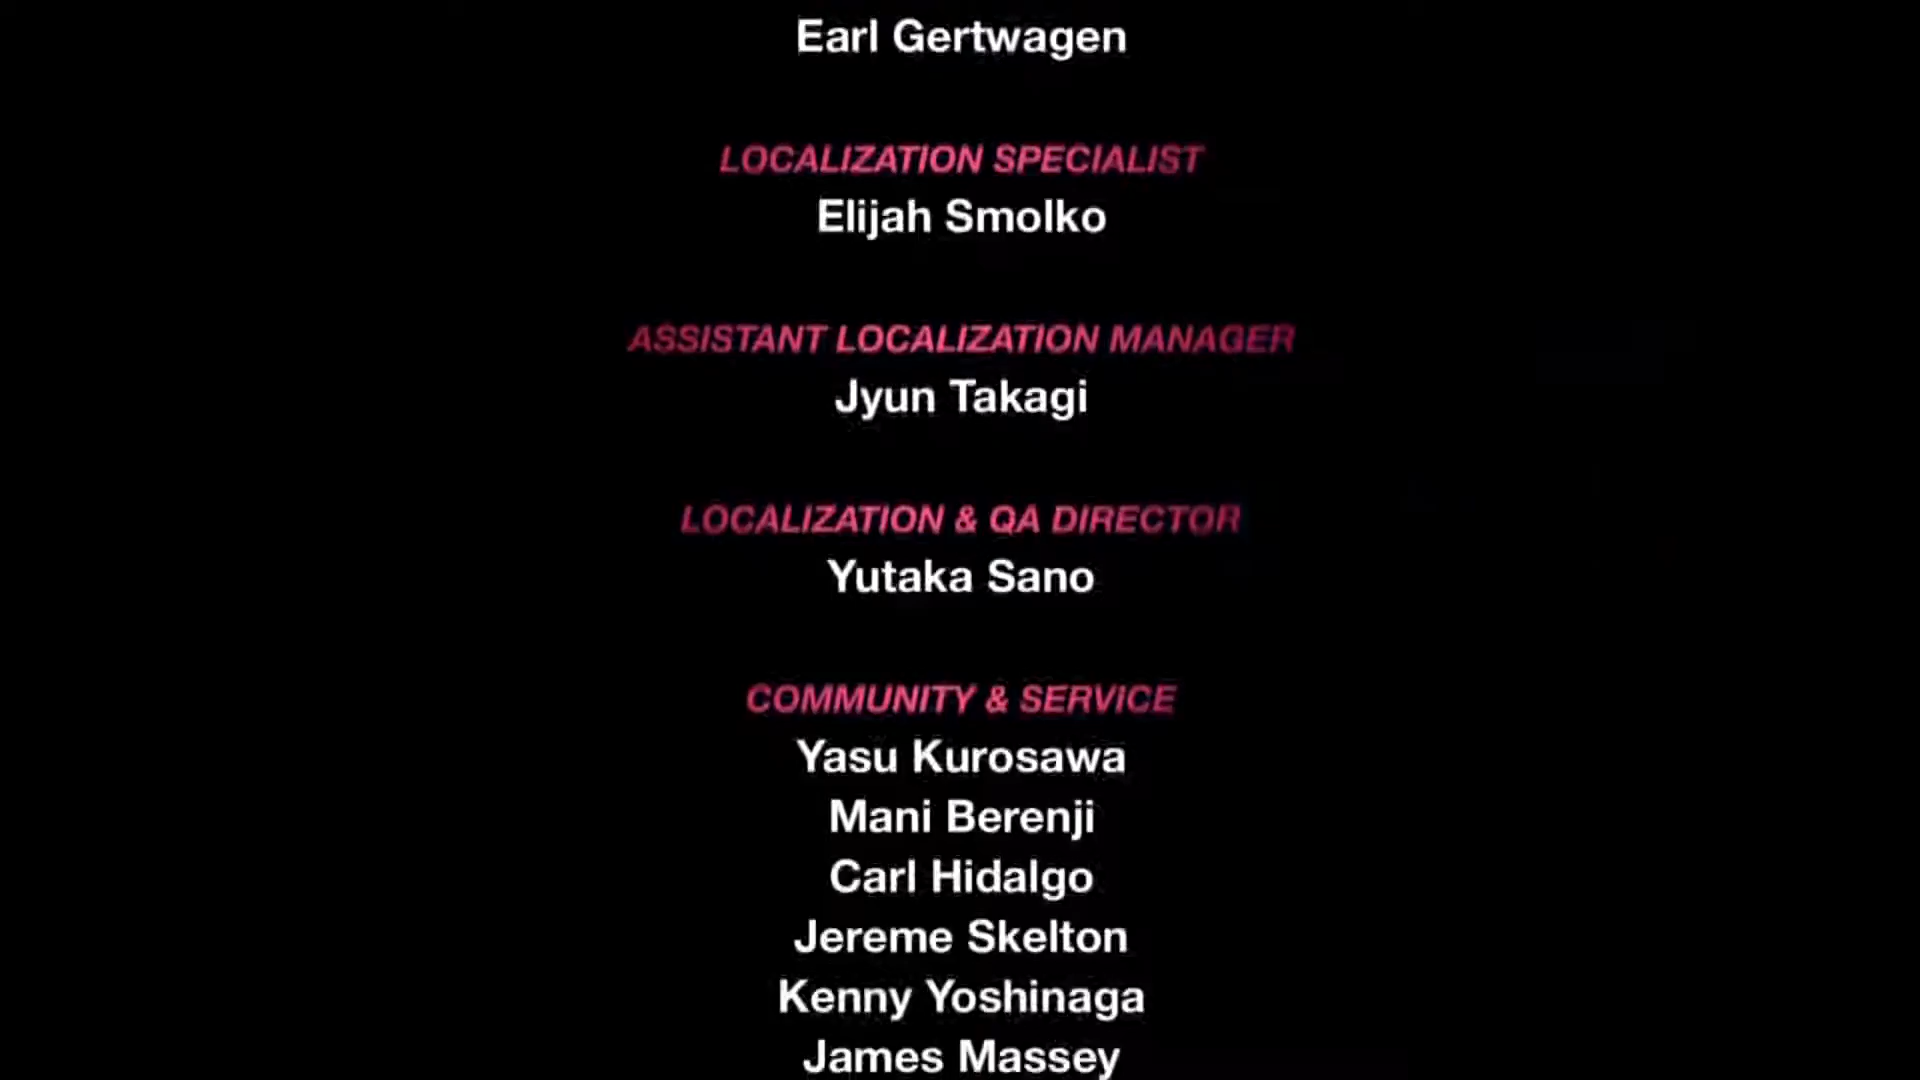 Earl Gertwagen
LOCALIZATION SPECIALIST
Elijah Smolko
ASSISTANT LOCALIZATION MANAGER
Jyun Takagi
LOCALIZATION & QA DIRECTOR
Yutaka Sano
COMMUNITY & SERVICE
Yasu Kurosawa
Mani Berenji
Carl Hidalgo
Jereme Skelton
Kenny Yoshinaga
James Massey